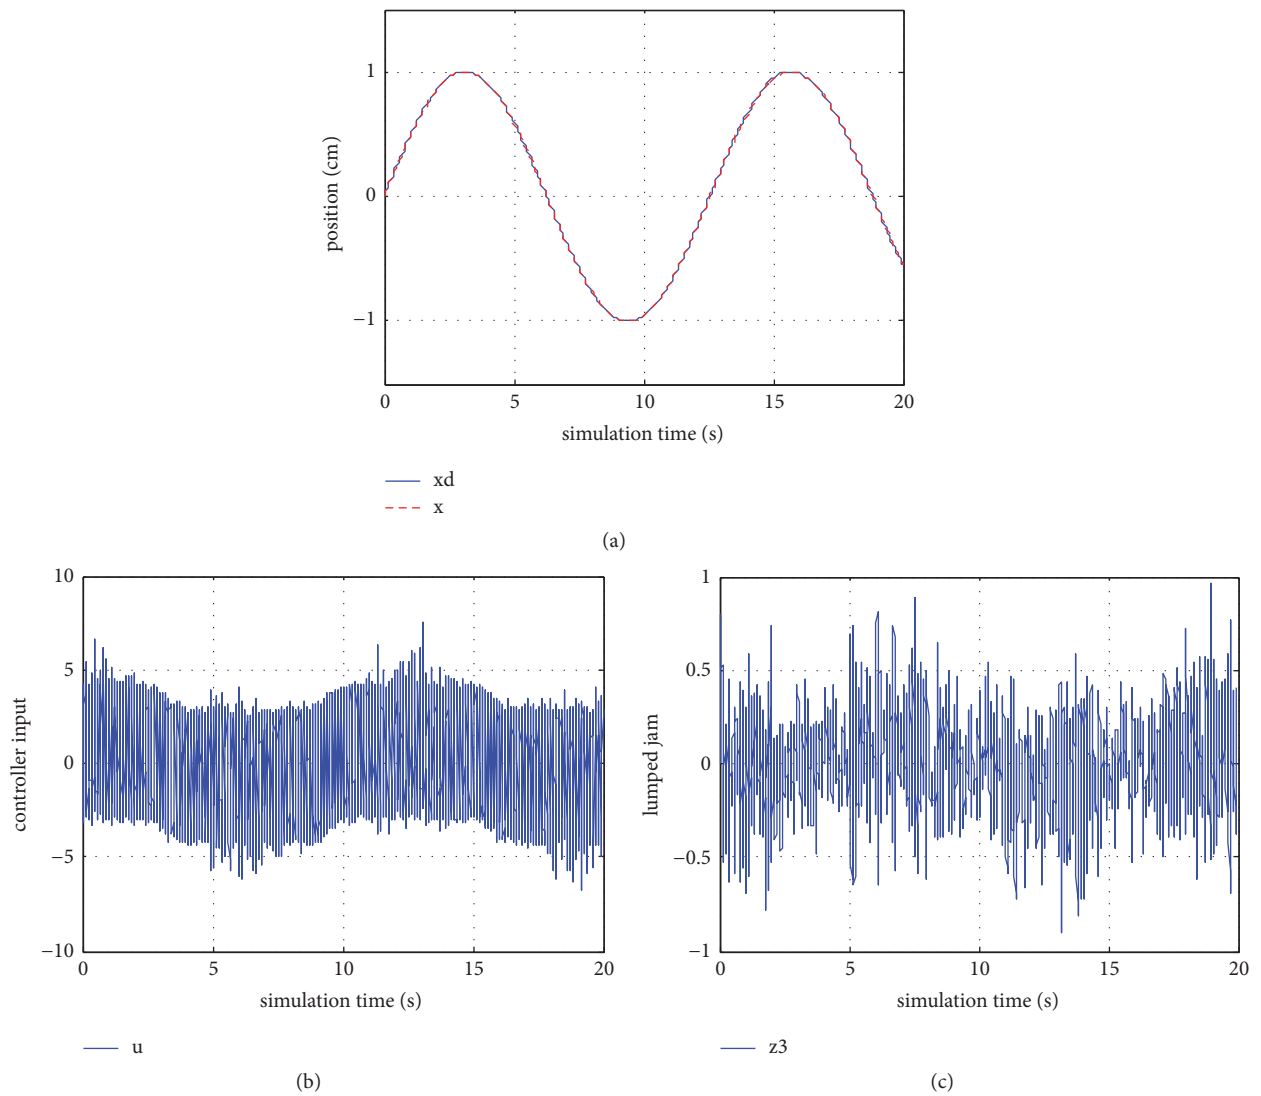 1
0
−1
position (cm)
0 5 10 15 20
simulation time (s)
xd
x
(a)
10
5
0
−5
−10
controller input
0 5 10 15 20
simulation time (s)
u
(b)
1
0.5
0
−0.5
−1
lumped jam
0 5 10 15 20
simulation time (s)
z3
(c)